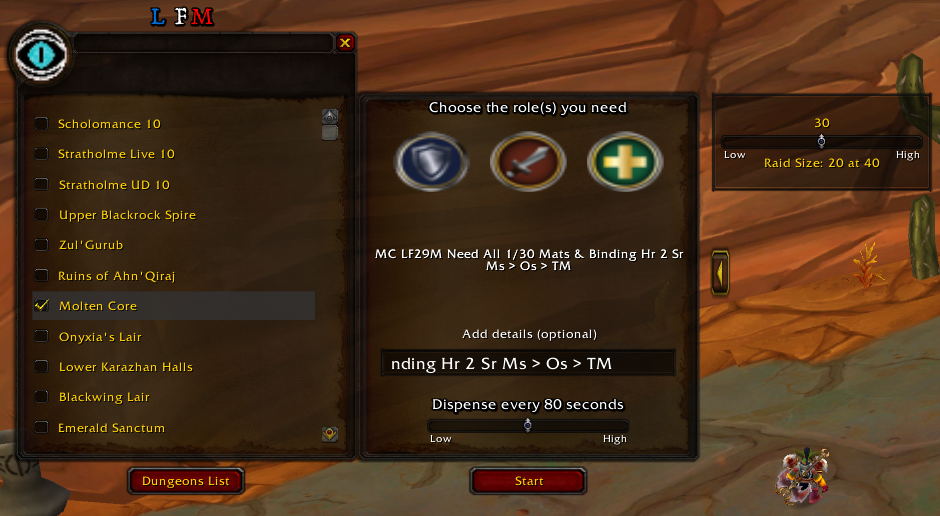 L F M
Scholomance 10
Stratholme Live 10
Stratholme UD 10
Upper Blackrock Spire
Zul'Gurub
Ruins of Ahn'Qiraj
Molten Core
Onyxia's Lair
Lower Karazhan Halls
Blackwing Lair
Emerald Sanctum
Dungeons List
Choose the role(s) you need
MC LF29M Need All 1/30 Mats & Binding Hr 2 Sr
Ms > Os > TM
Add details (optional)
nding Hr 2 Sr Ms > Os > TM
Dispense every 80 seconds
Low High
Start
30
Low High
Raid Size: 20 at 40